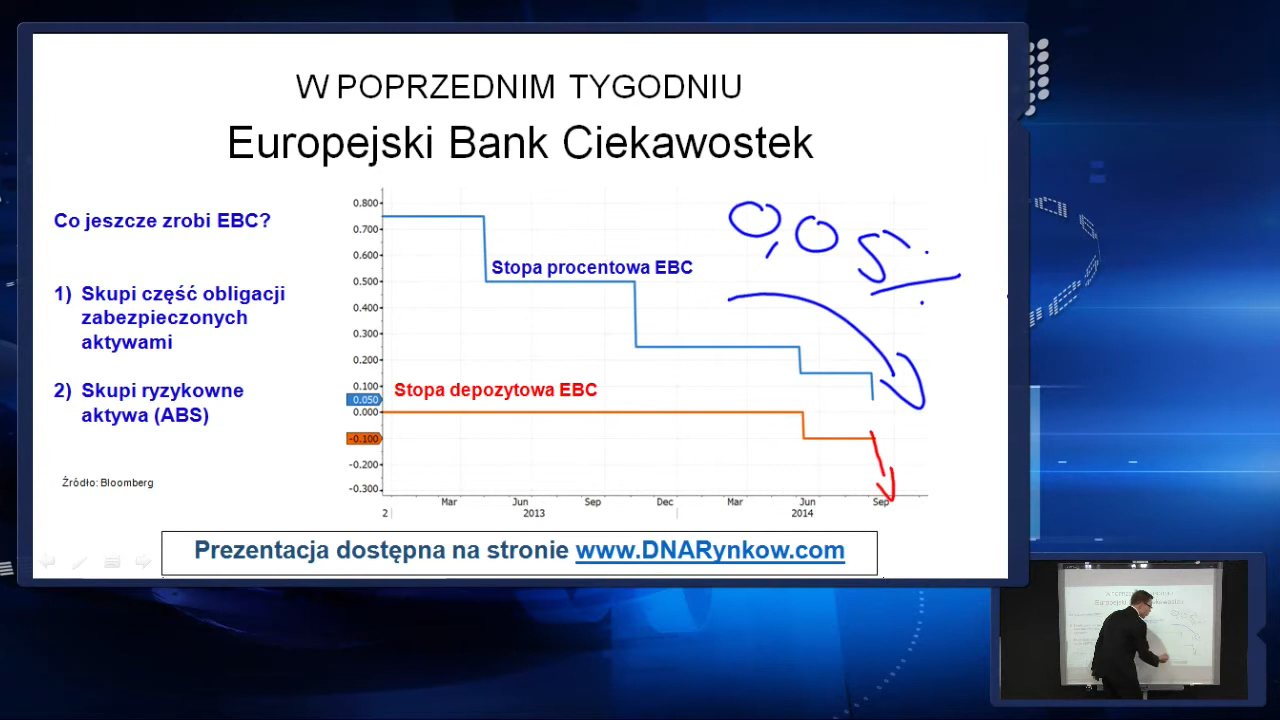 W POPRZEDNIM TYGODNIU
Europejski Bank Ciekawostek
Co jeszcze zrobi EBC?
1) Skupi część obligacji
zabezpieczonych
aktywami
2) Skupi ryzykowne
aktywa (ABS)
Źródło: Bloomberg
0.800
0.700
0.600
0.500
0.400
0.300
0.200
0.100
0.050
0.000
-0.100
-0.200
-0.300
Stopa procentowa EBC
Stopa depozytowa EBC
0,05
Mar Jun Sep Dec Mar Jun Sep
2 2013 2014
Prezentacja dostępna na stronie www.DNARynkow.com